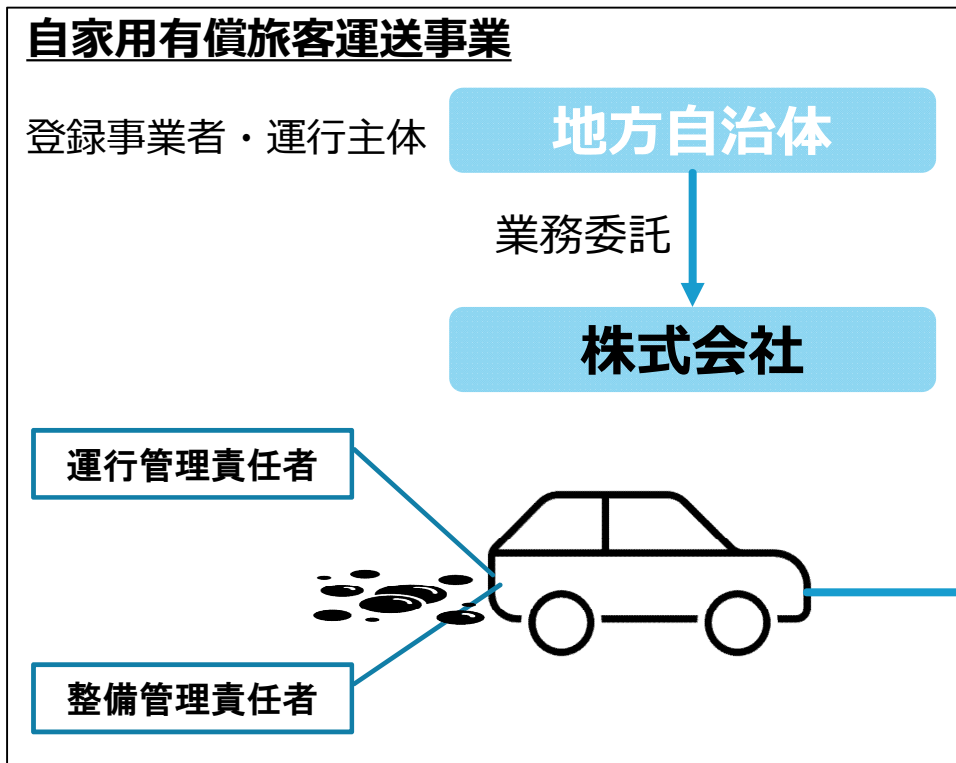 自家用有償旅客運送事業
登録事業者・運行主体
地方自治体
業務委託
株式会社
運行管理責任者
整備管理責任者